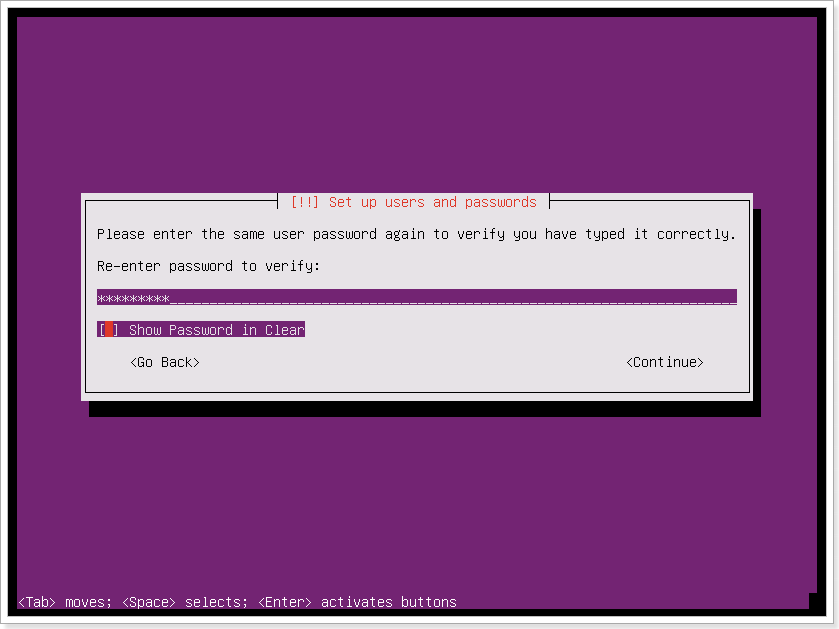 [!!] Set up users and passwords
Please enter the same user password again to verify you have typed it correctly.
Re-enter password to verify:
*********_______________________________________________________________________
[ ] Show Password in Clear
<Go Back> <Continue>
<Tab> moves; <Space> selects; <Enter> activates buttons